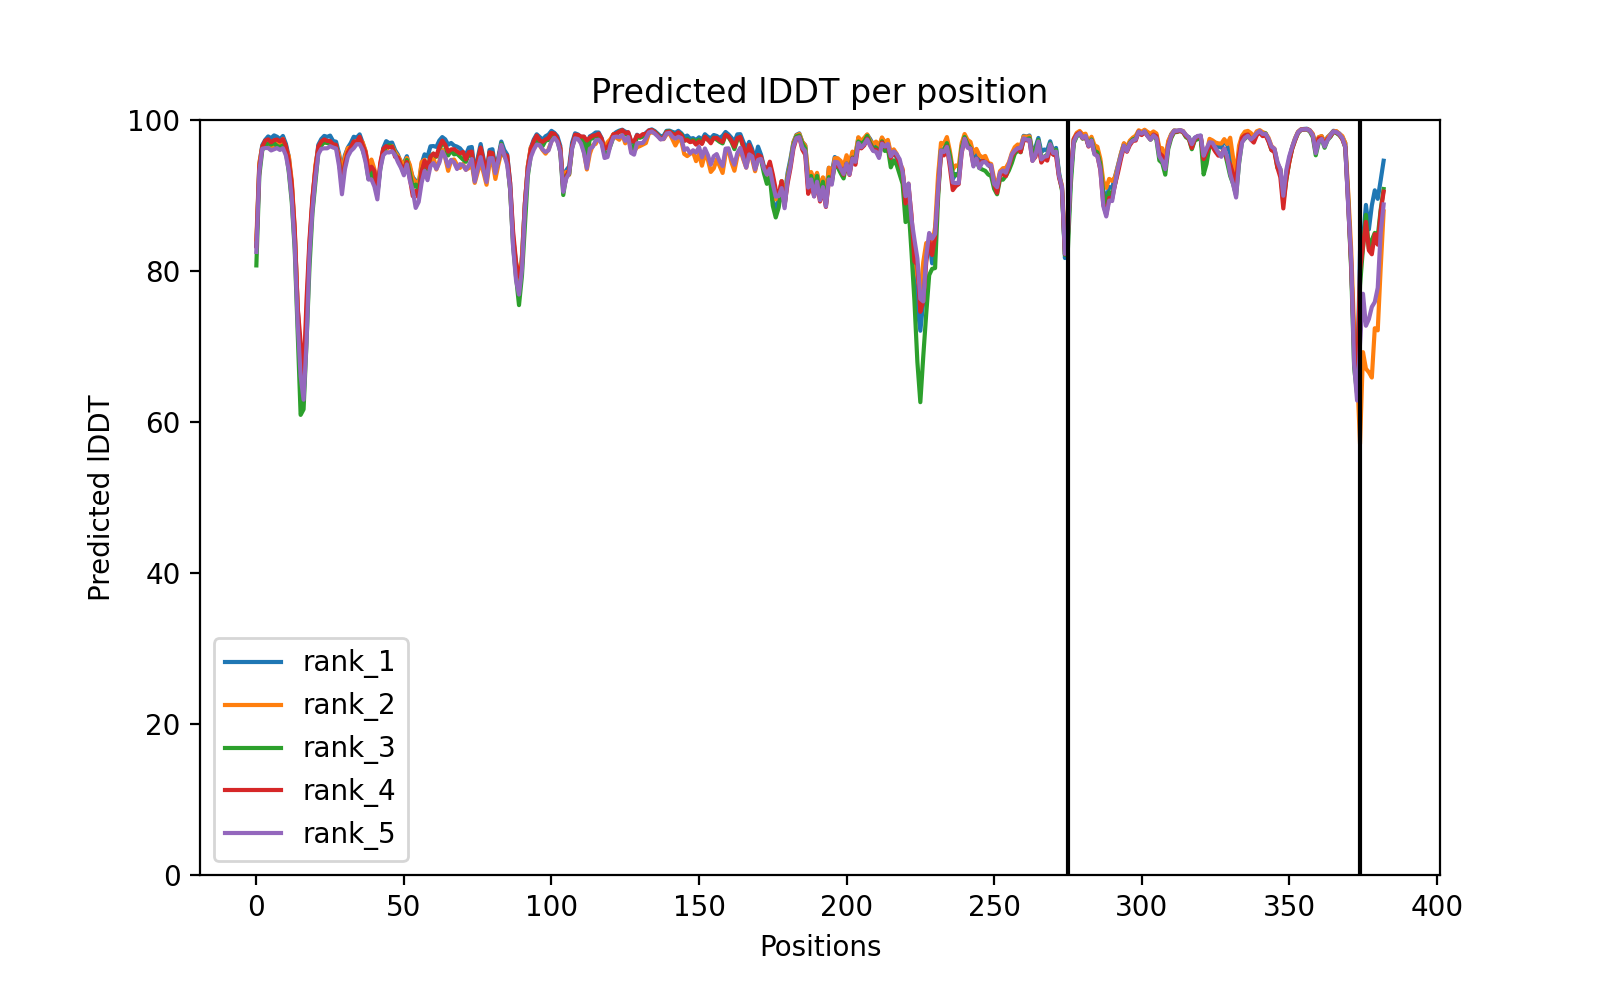 Predicted lDDT per position
100
80
60
40
20
0
Predicted lDDT
rank_1
rank_2
rank_3
rank_4
rank_5
0 50 100 150 200 250 300 350 400
Positions